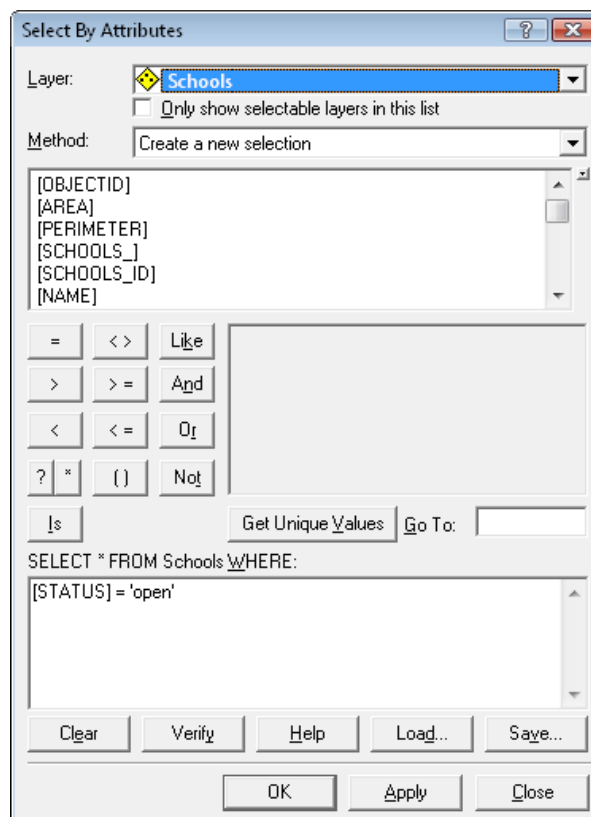 Select By Attributes
Layer: Schools
Only show selectable layers in this list
Method: Create a new selection
[OBJECTID]
[AREA]
[PERIMETER]
[SCHOOLS_]
[SCHOOLS_ID]
[NAME]
= < > Like
> > = And
< < = Or
? * ( ) Not
Is Get Unique Values Go To:
SELECT * FROM Schools WHERE:
[STATUS] = 'open'
Clear Verify Help Load... Save...
OK Apply Close